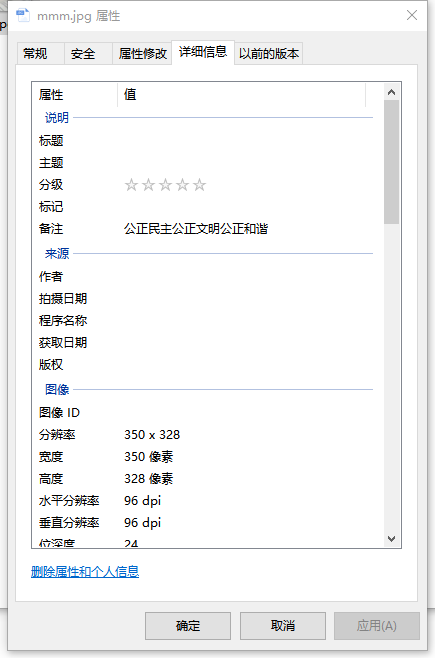 mmm.jpg 属性
常规 安全 属性修改 详细信息 以前的版本
属性 值
说明
标题
主题
分级 ☆☆☆☆☆
标记
备注 公正民主公正文明公正和谐
来源
作者
拍摄日期
程序名称
获取日期
版权
图像
图像 ID
分辨率 350 x 328
宽度 350 像素
高度 328 像素
水平分辨率 96 dpi
垂直分辨率 96 dpi
位深度 24
删除属性和个人信息
确定 取消 应用(A)